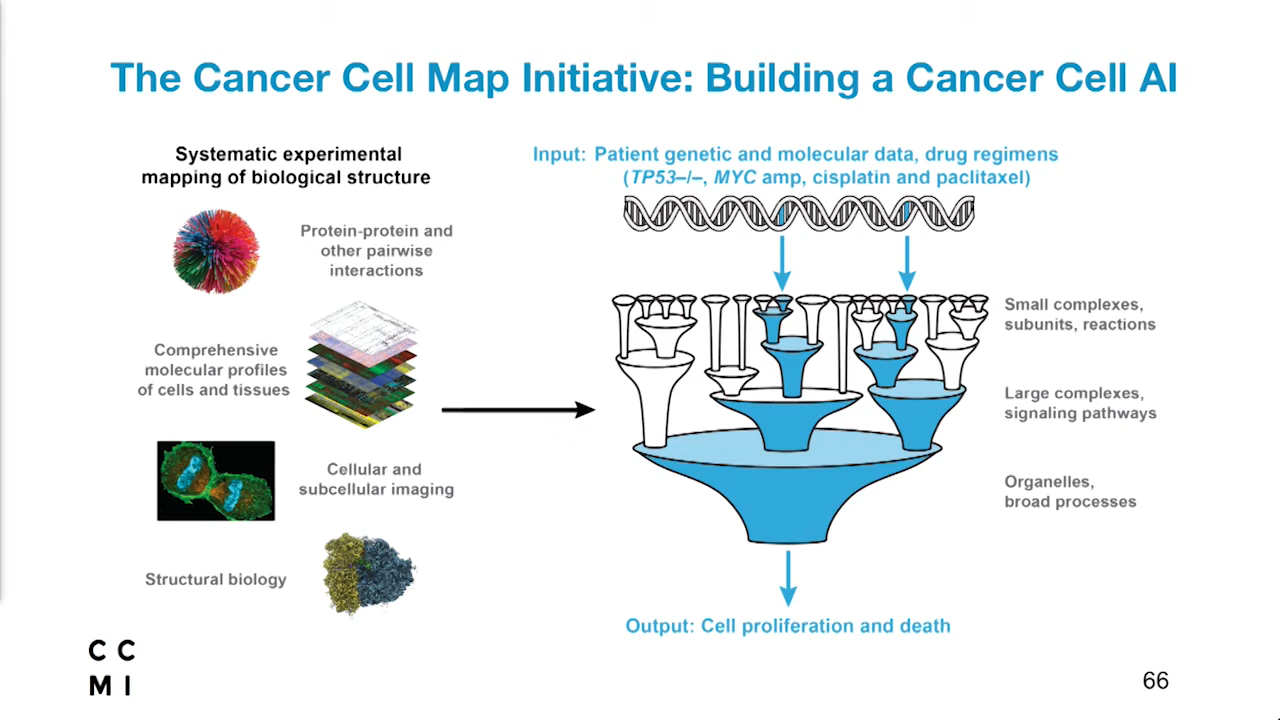 The Cancer Cell Map Initiative: Building a Cancer Cell AI
Systematic experimental
mapping of biological structure
Protein-protein and
other pairwise
interactions
Comprehensive
molecular profiles
of cells and tissues
Cellular and
subcellular imaging
Structural biology
Input: Patient genetic and molecular data, drug regimens
(TP53–/–, MYC amp, cisplatin and paclitaxel)
Small complexes,
subunits, reactions
Large complexes,
signaling pathways
Organelles,
broad processes
Output: Cell proliferation and death
C C
M I
66